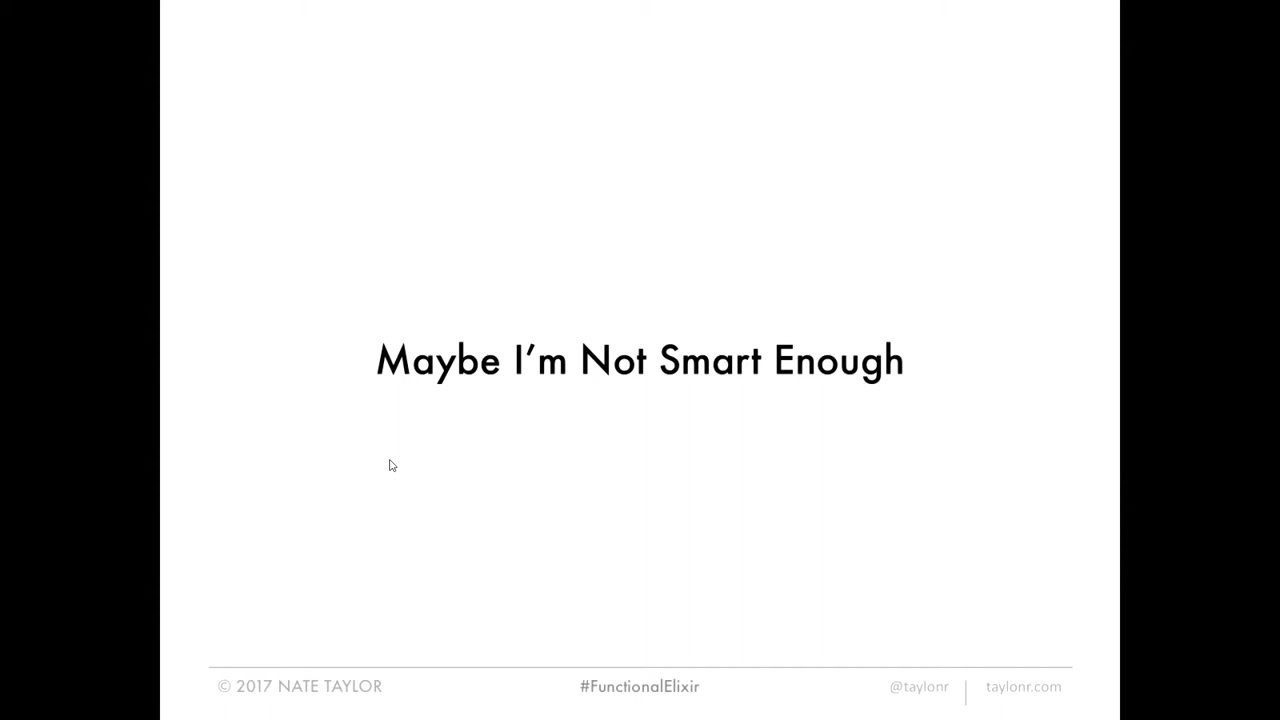 Maybe I’m Not Smart Enough
© 2017 NATE TAYLOR #FunctionalElixir @taylonr taylonr.com